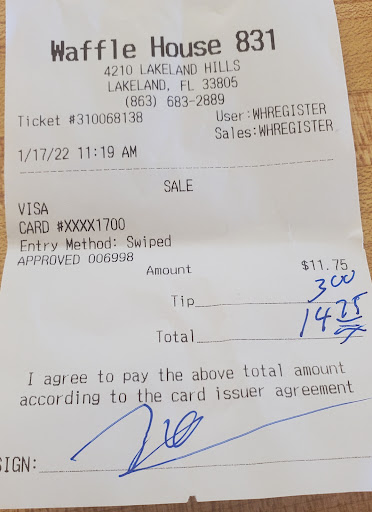 Waffle House 831
4210 LAKELAND HILLS
LAKELAND, FL 33805
(863) 683-2889
Ticket #310068138 User:WHREGISTER
Sales:WHREGISTER
1/17/22 11:19 AM
SALE
VISA
CARD #XXXX1700
Entry Method: Swiped
APPROVED 006998
Amount $11.75
Tip 300
Total 14
I agree to pay the above total amount
according to the card issuer agreement
SIGN: